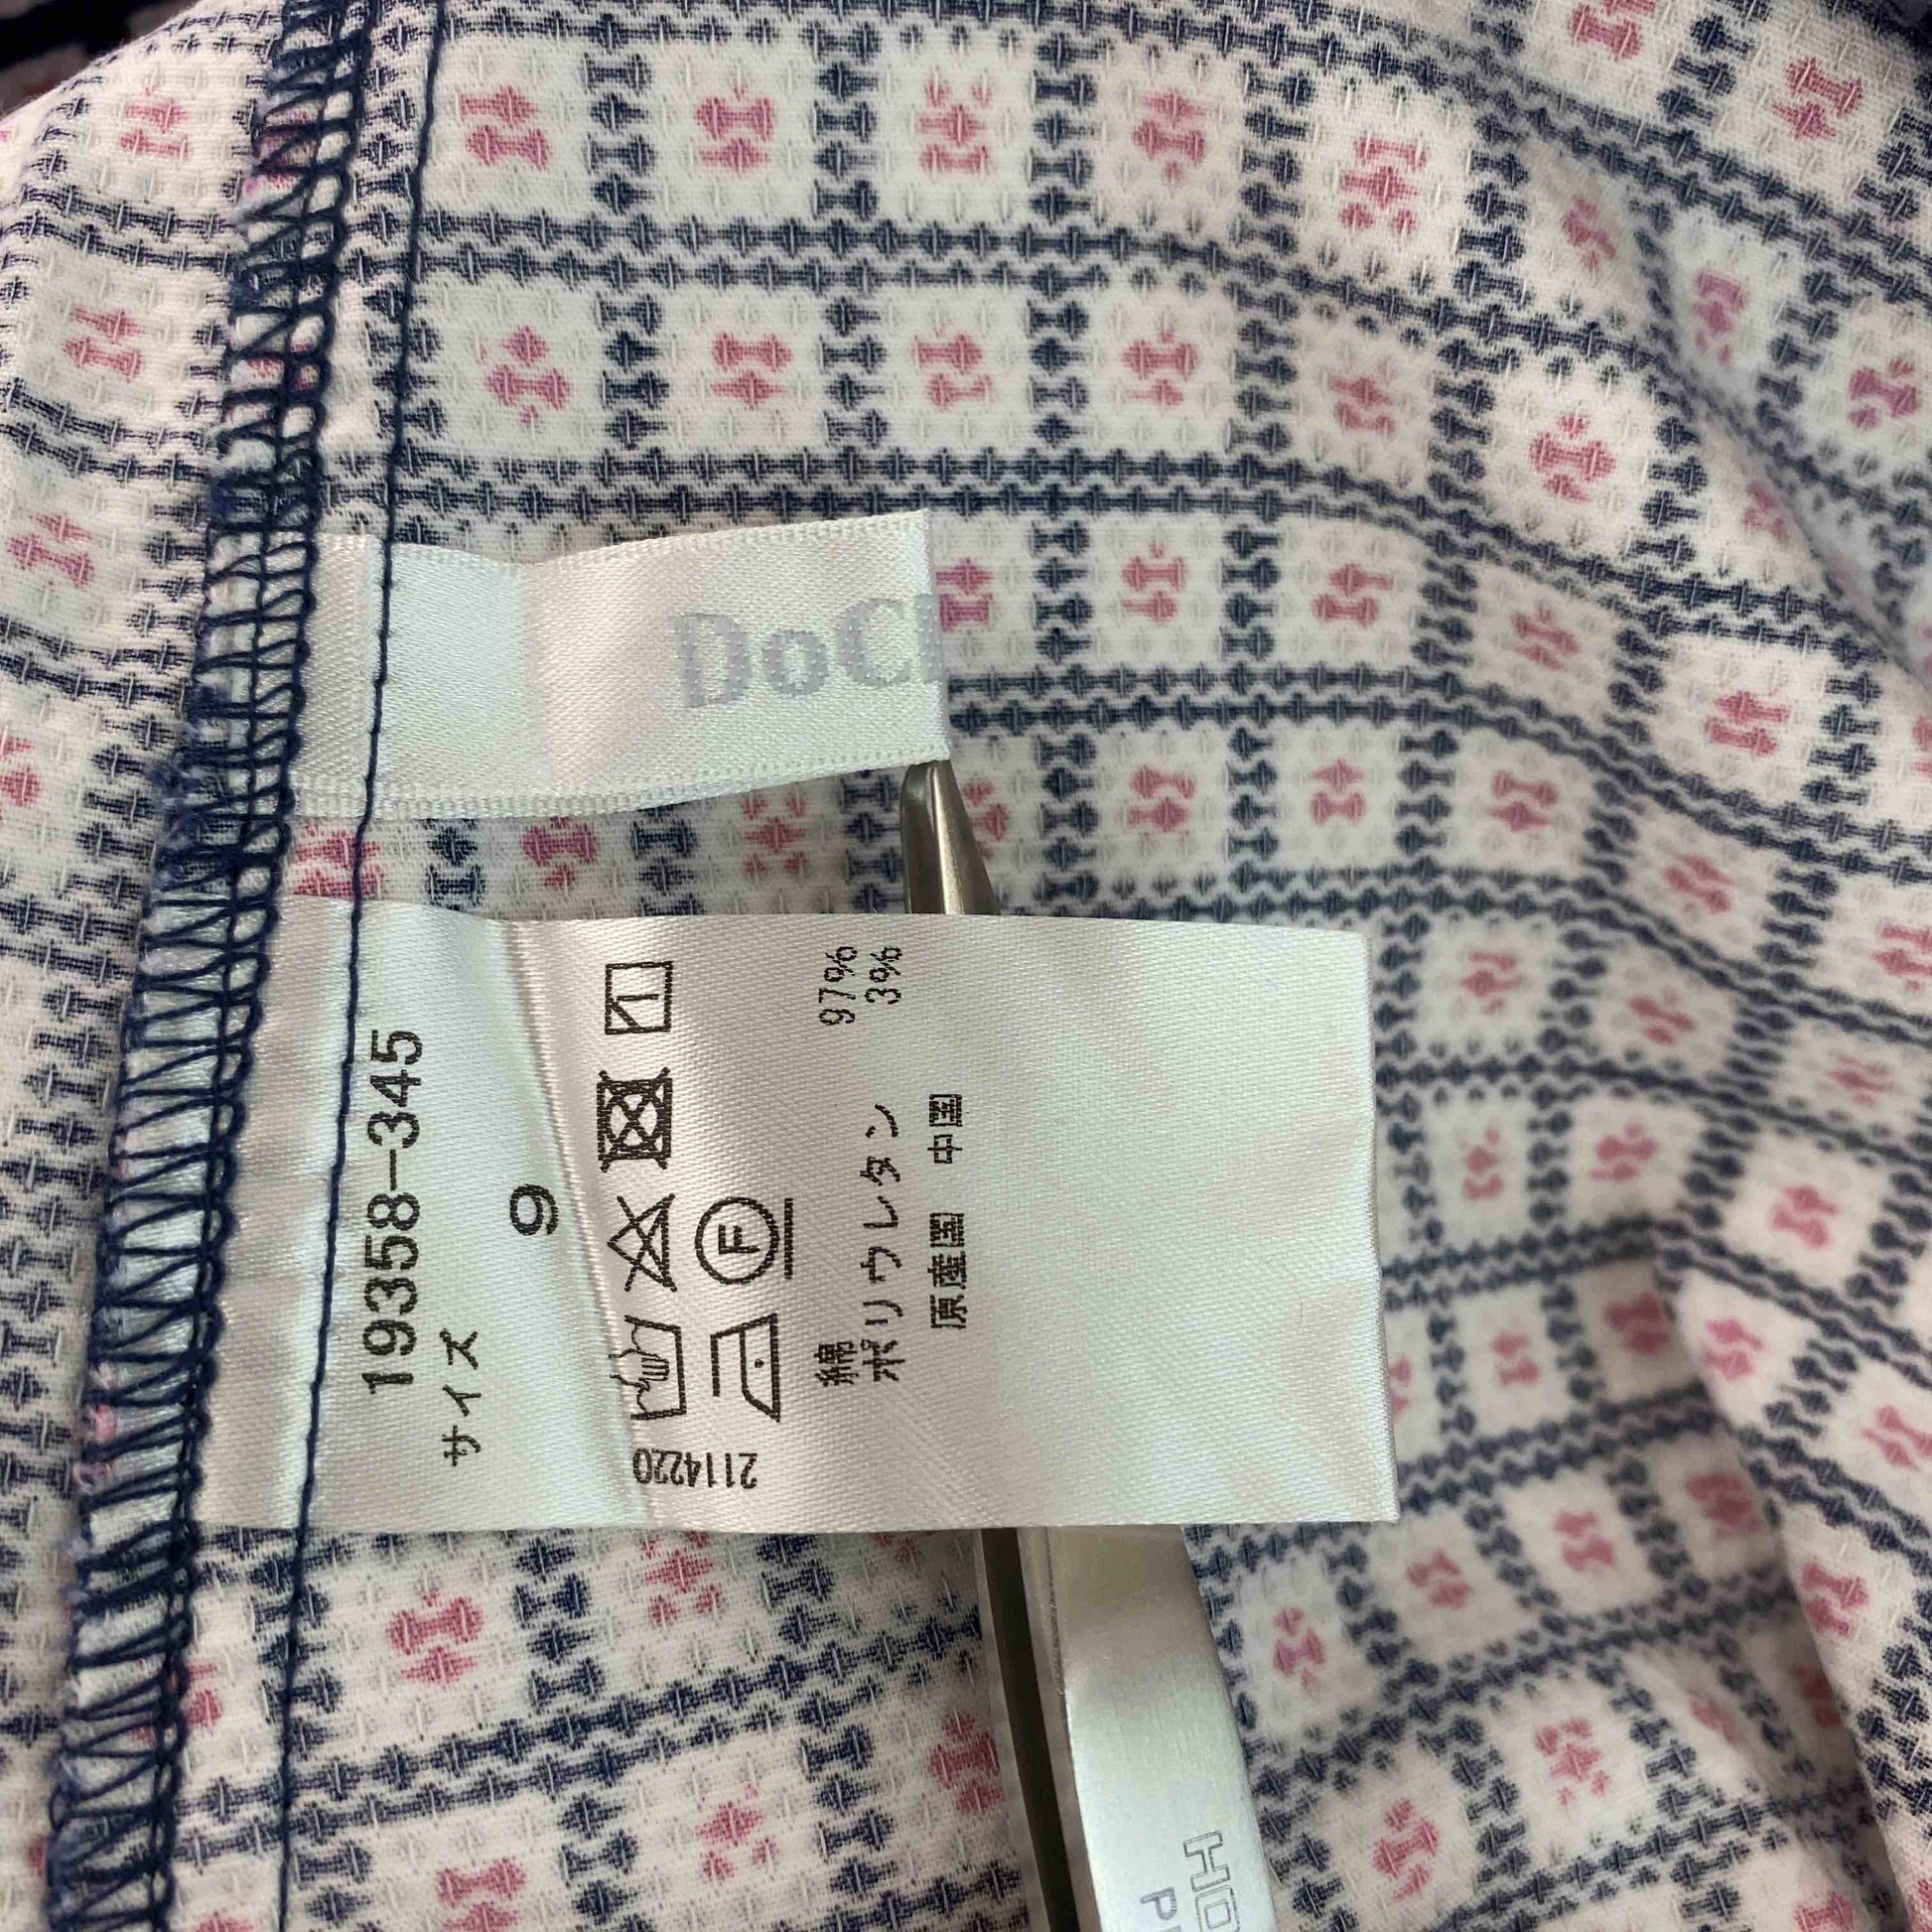 DoCL
19358-345
サイズ
9
2114220
F
綿 97%
ポリウレタン 3%
原産国 中国